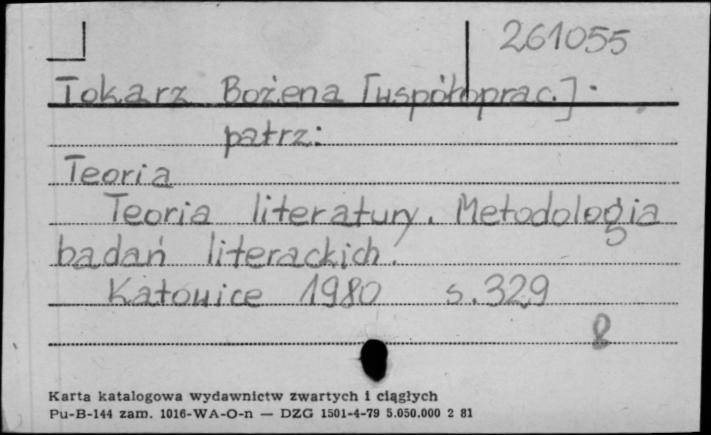 261055
Tokarz Bożena [współoprac.].
patrz:
Teoria
Teoria literatury. Metodologia
badań literackich.
Katowice 1980 s. 329
8
Karta katalogowa wydawnictw zwartych i ciągłych
Pu-B-144 zam. 1016-WA-O-n — DZG 1501-4-79 5.050.000 2 81